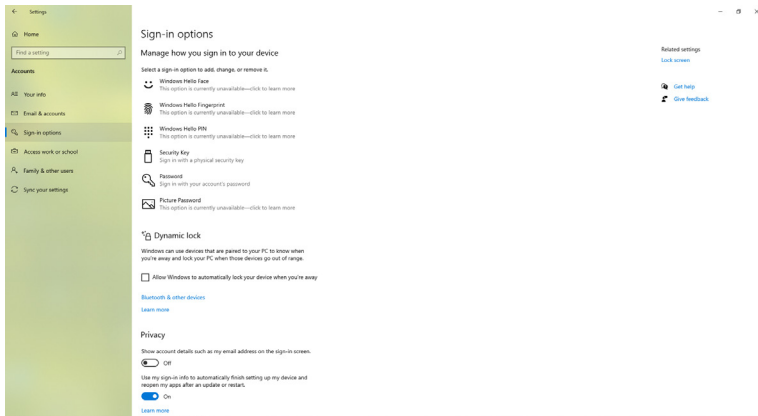 Settings
Home
Find a setting
Accounts
Your info
Email & accounts
Sign-in options
Access work or school
Family & other users
Sync your settings
Sign-in options
Manage how you sign in to your device
Select a sign-in option to add, change, or remove it.
Windows Hello Face
This option is currently unavailable—click to learn more
Windows Hello Fingerprint
This option is currently unavailable—click to learn more
Windows Hello PIN
This option is currently unavailable—click to learn more
Security Key
Sign in with a physical security key
Password
Sign in with your account's password
Picture Password
This option is currently unavailable—click to learn more
Dynamic lock
Windows can use devices that are paired to your PC to know when
you're away and lock your PC when those devices go out of range.
Allow Windows to automatically lock your device when you're away
Bluetooth & other devices
Learn more
Privacy
Show account details such as my email address on the sign-in screen.
Off
Use my sign-in info to automatically finish setting up my device and
reopen my apps after an update or restart.
On
Learn more
Related settings
Lock screen
Get help
Give feedback